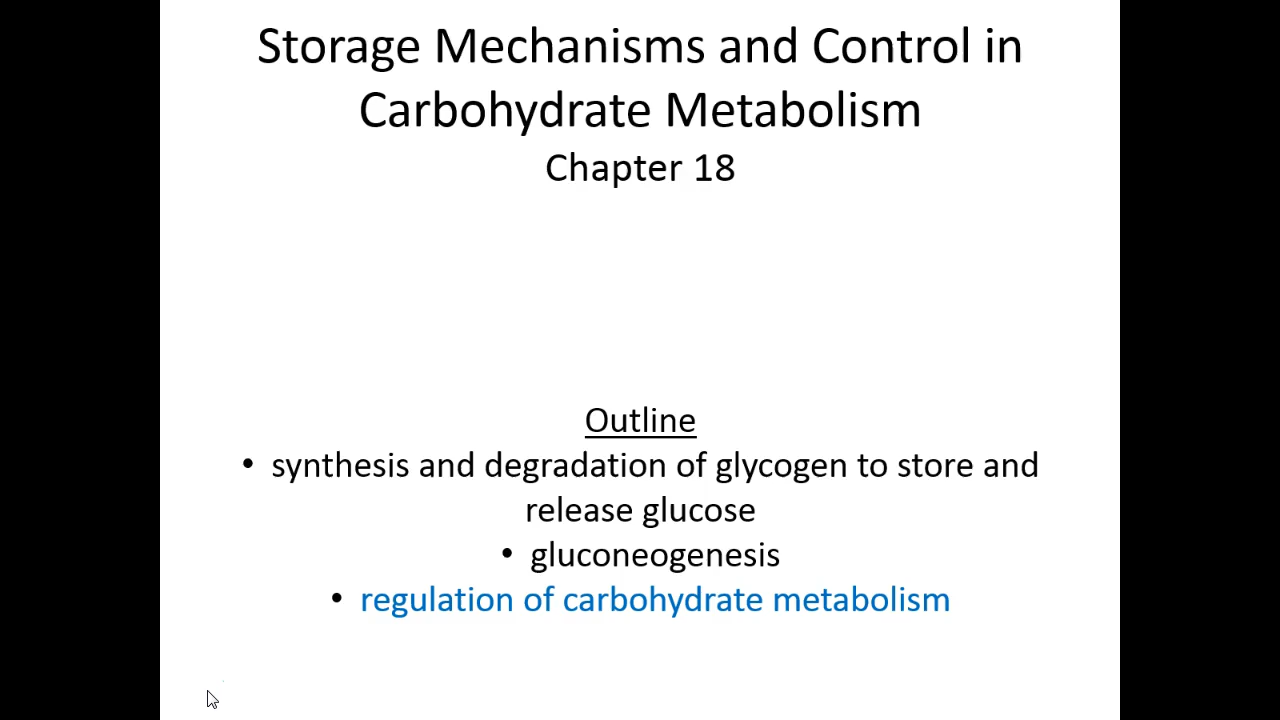 Storage Mechanisms and Control in
Carbohydrate Metabolism
Chapter 18
Outline
• synthesis and degradation of glycogen to store and
release glucose
• gluconeogenesis
• regulation of carbohydrate metabolism